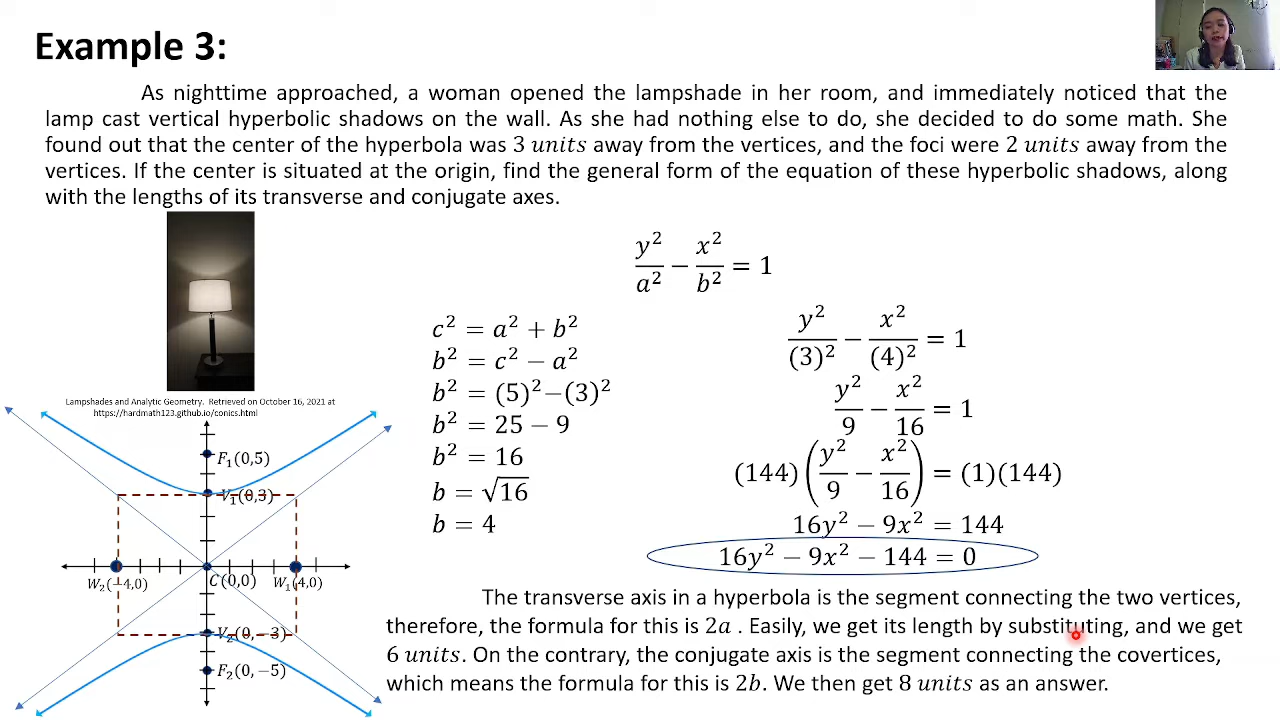 Example 3:
As nighttime approached, a woman opened the lampshade in her room, and immediately noticed that the
lamp cast vertical hyperbolic shadows on the wall. As she had nothing else to do, she decided to do some math. She
found out that the center of the hyperbola was 3 units away from the vertices, and the foci were 2 units away from the
vertices. If the center is situated at the origin, find the general form of the equation of these hyperbolic shadows, along
with the lengths of its transverse and conjugate axes.
y²/a² − x²/b² = 1
c² = a² + b²
b² = c² − a²
b² = (5)²−(3)²
b² = 25 − 9
b² = 16
b = √16
b = 4
y²/(3)² − x²/(4)² = 1
y²/9 − x²/16 = 1
(144)(y²/9 − x²/16) = (1)(144)
16y² − 9x² = 144
16y² − 9x² − 144 = 0
Lampshades and Analytic Geometry. Retrieved on October 16, 2021 at
https://hardmath123.github.io/conics.html
F₁(0,5)
V₁(0,3)
W₂(−4,0)
C(0,0)
W₁(4,0)
V₂(0,−3)
F₂(0,−5)
The transverse axis in a hyperbola is the segment connecting the two vertices,
therefore, the formula for this is 2a . Easily, we get its length by substituting, and we get
6 units. On the contrary, the conjugate axis is the segment connecting the covertices,
which means the formula for this is 2b. We then get 8 units as an answer.